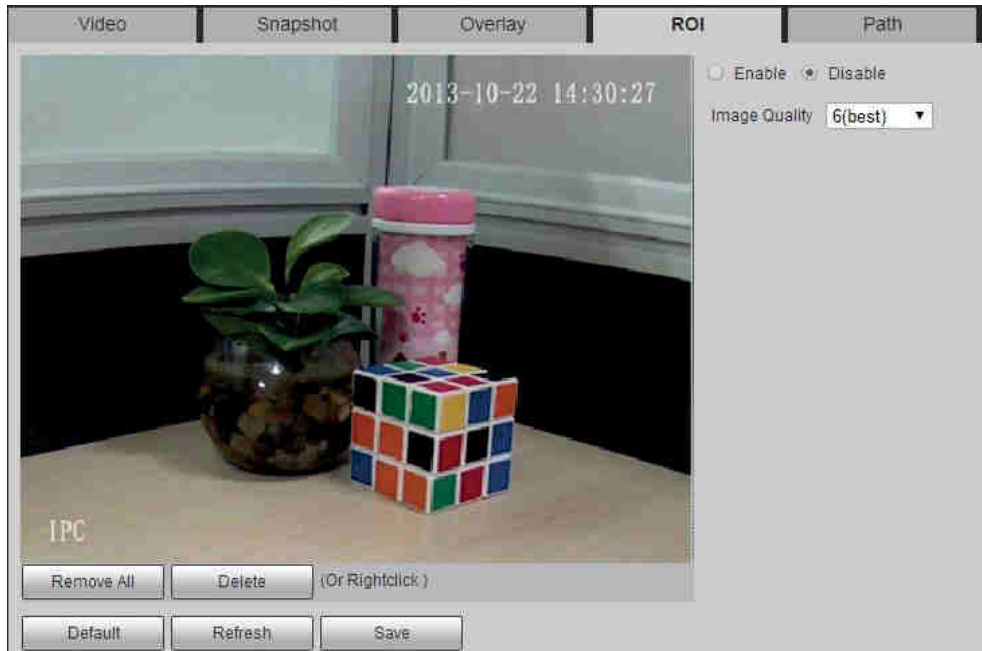 Video
Snapshot
Overlay
ROI
Path
2013-10-22 14:30:27
Enable
Disable
Image Quality 6(best)
IPC
Remove All
Delete
(Or Rightclick )
Default
Refresh
Save